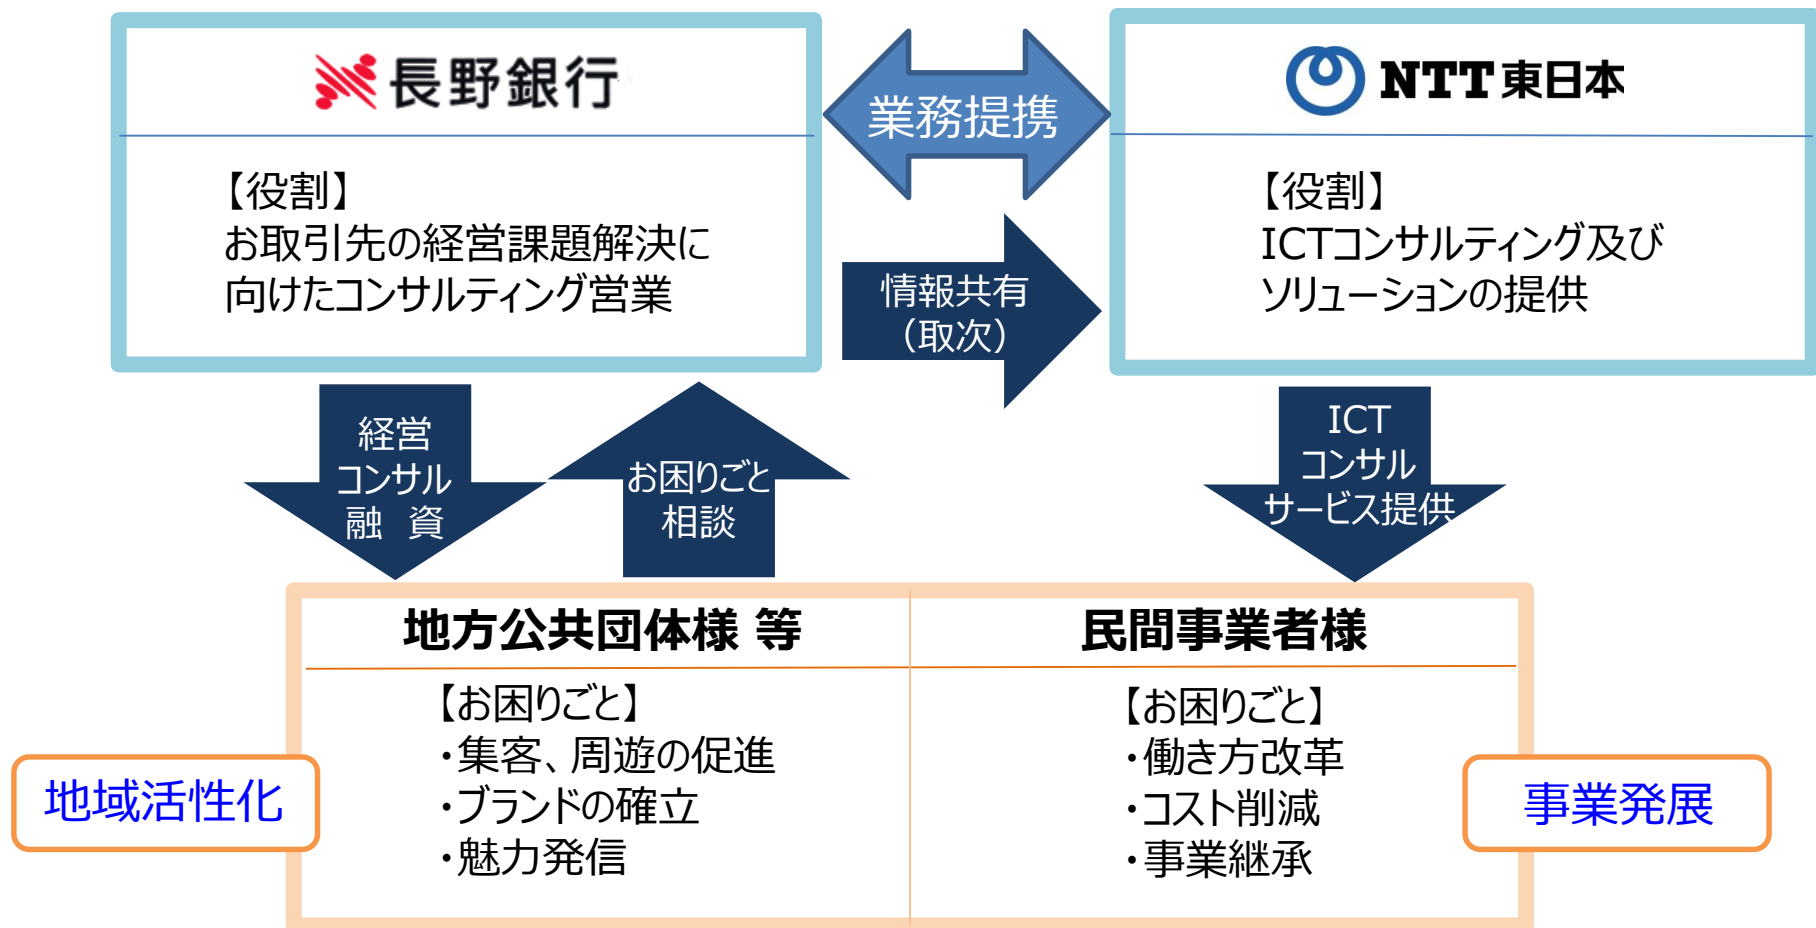 長野銀行
【役割】
お取引先の経営課題解決に
向けたコンサルティング営業
業務提携
情報共有
（取次）
NTT東日本
【役割】
ICTコンサルティング及び
ソリューションの提供
経営
コンサル
融 資
お困りごと
相談
ICT
コンサル
サービス提供
地方公共団体様 等
【お困りごと】
・集客、周遊の促進
・ブランドの確立
・魅力発信
民間事業者様
【お困りごと】
・働き方改革
・コスト削減
・事業継承
地域活性化
事業発展